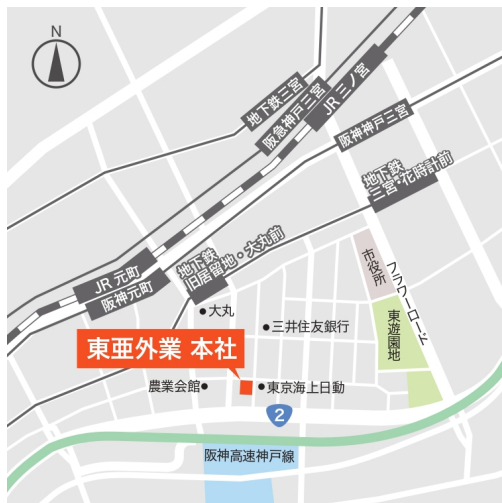 N
地下鉄三宮
阪急神戸三宮
JR 三ノ宮
阪神神戸三宮
地下鉄
三宮・花時計前
JR 元町
阪神元町
地下鉄
旧居留地・大丸前
市役所
フラワーロード
大丸
三井住友銀行
東遊園地
東亜外業 本社
農業会館
東京海上日動
2
阪神高速神戸線